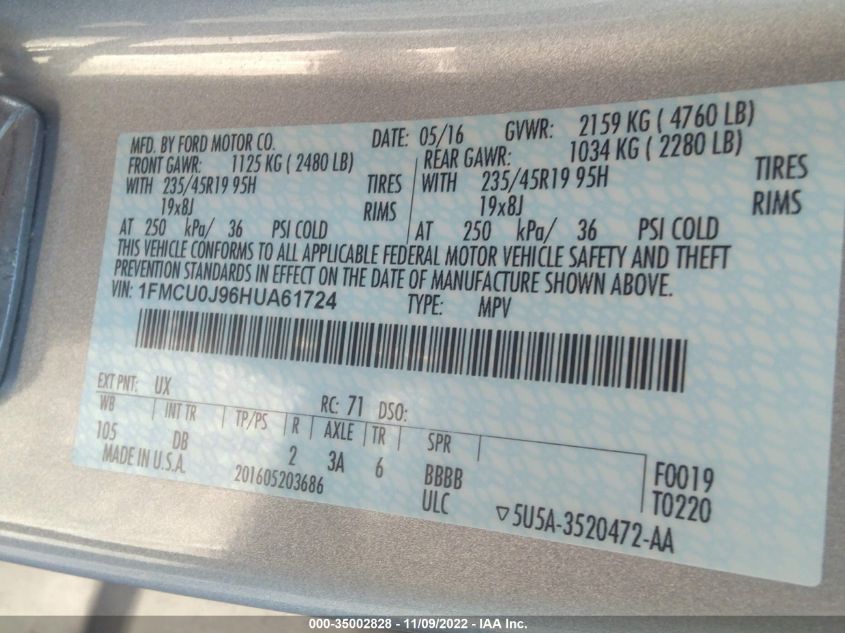 MFD. BY FORD MOTOR CO. DATE: 05/16 GVWR: 2159 KG ( 4760 LB)
FRONT GAWR: 1125 KG ( 2480 LB) REAR GAWR: 1034 KG ( 2280 LB)
WITH 235/45R19 95H TIRES WITH 235/45R19 95H TIRES
19x8J RIMS 19x8J RIMS
AT 250 kPa/ 36 PSI COLD AT 250 kPa/ 36 PSI COLD
THIS VEHICLE CONFORMS TO ALL APPLICABLE FEDERAL MOTOR VEHICLE SAFETY AND THEFT
PREVENTION STANDARDS IN EFFECT ON THE DATE OF MANUFACTURE SHOWN ABOVE.
VIN: 1FMCU0J96HUA61724 TYPE: MPV
EXT PNT: UX RC: 71 DSO:
WB INT TR TP/PS R AXLE TR SPR
105 DB 2 3A 6 BBBB F0019
MADE IN U.S.A. 201605203686 ULC T0220
▽5U5A-3520472-AA
000-35002828 - 11/09/2022 - IAA Inc.